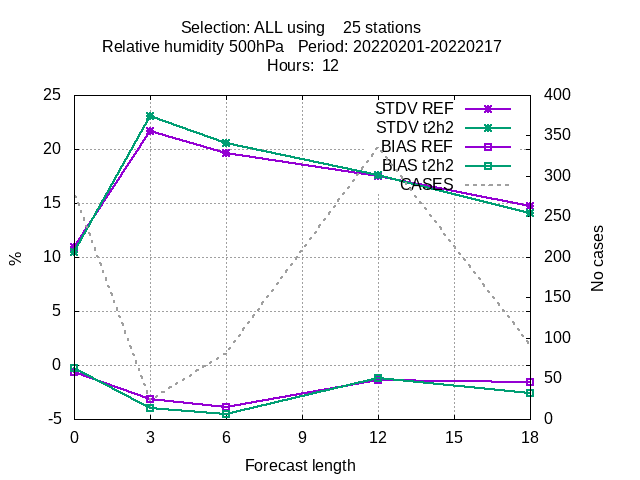 Selection: ALL using    25 stations
Relative humidity 500hPa   Period: 20220201-20220217
Hours:  12
STDV REF
STDV t2h2
BIAS REF
BIAS t2h2
CASES
25
20
15
10
5
0
-5
%
400
350
300
250
200
150
100
50
0
No cases
0 3 6 9 12 15 18
Forecast length